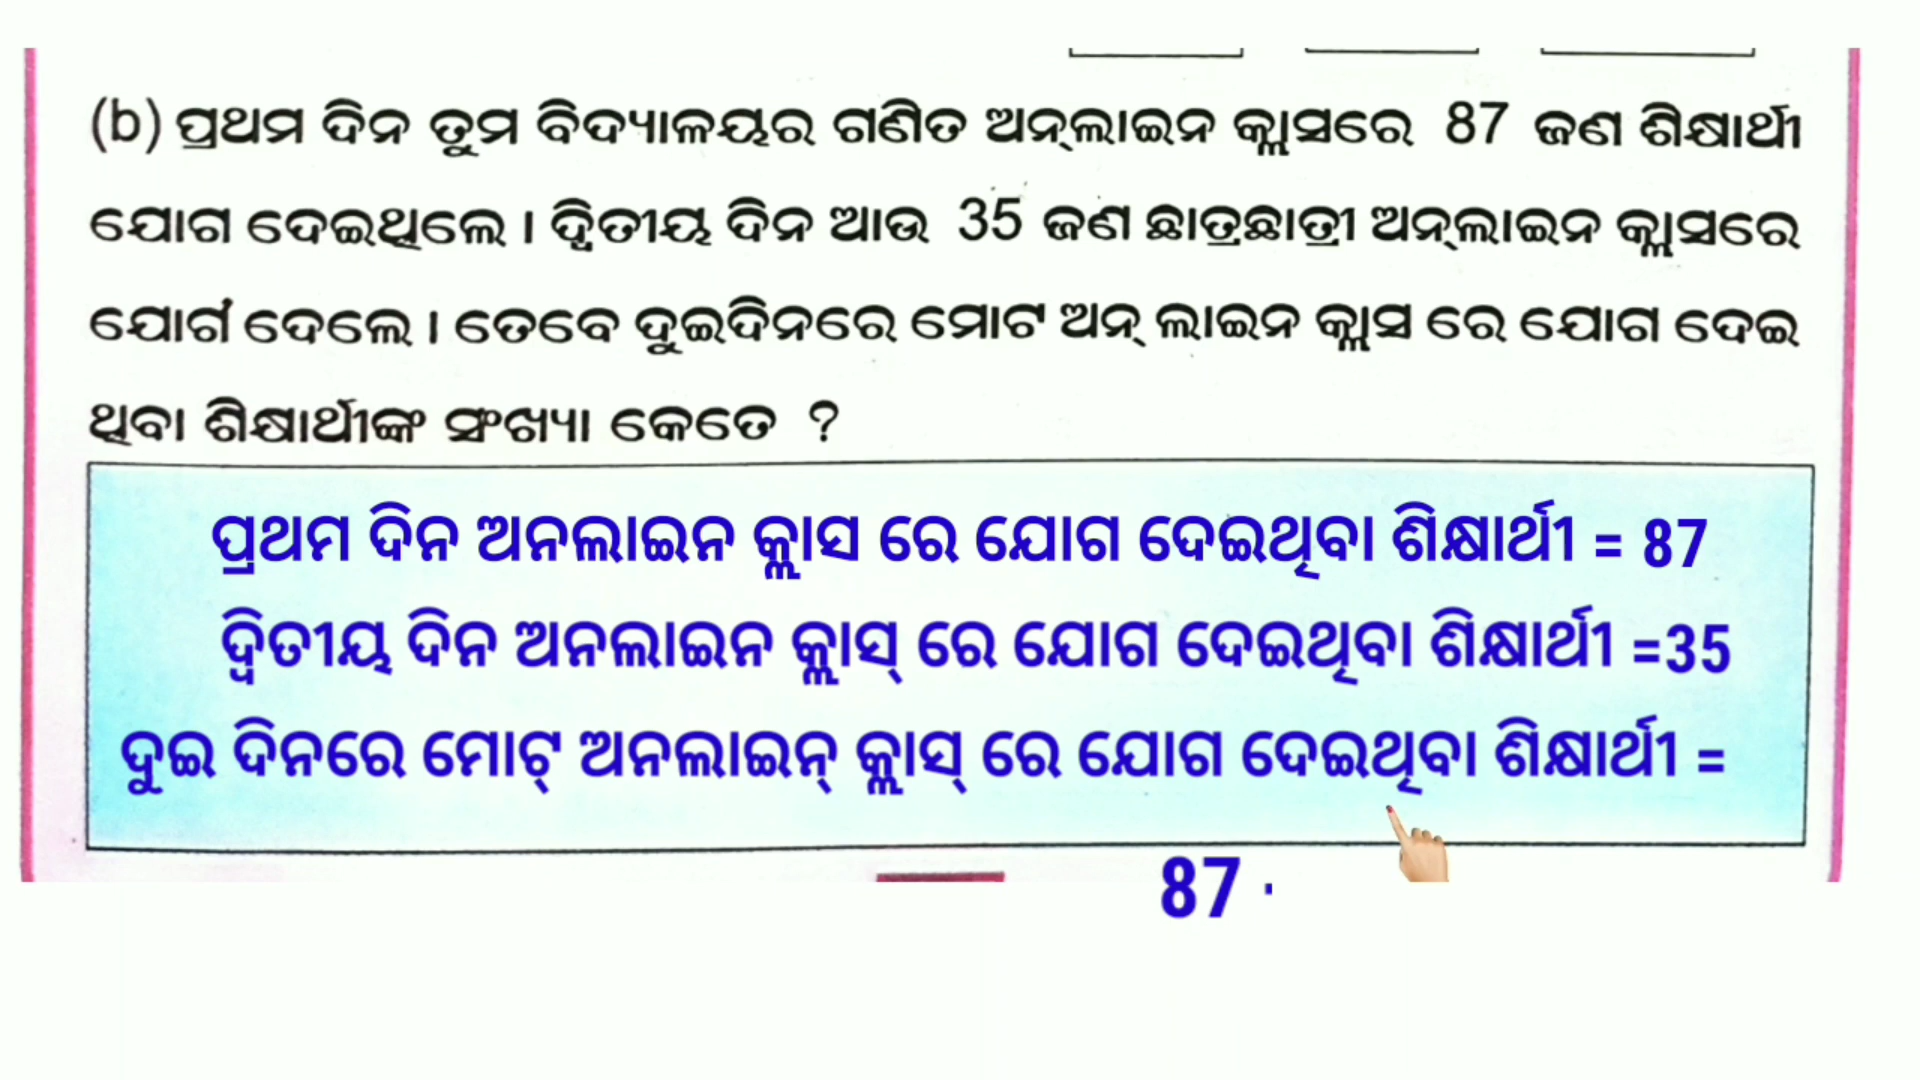 (b) ପ୍ରଥମ ଦିନ ତୁମ ବିଦ୍ୟାଳୟର ଗଣିତ ଅନ୍‌ଲାଇନ କ୍ଲାସରେ 87 ଜଣ ଶିକ୍ଷାର୍ଥୀ
ଯୋଗ ଦେଇଥିଲେ । ଦ୍ୱିତୀୟ ଦିନ ଆଉ 35 ଜଣ ଛାତ୍ରଛାତ୍ରୀ ଅନ୍‌ଲାଇନ କ୍ଲାସରେ
ଯୋଗ ଦେଲେ । ତେବେ ଦୁଇଦିନରେ ମୋଟ ଅନ୍ ଲାଇନ କ୍ଲାସ ରେ ଯୋଗ ଦେଇ
ଥିବା ଶିକ୍ଷାର୍ଥୀଙ୍କ ସଂଖ୍ୟା କେତେ ?
ପ୍ରଥମ ଦିନ ଅନଲାଇନ କ୍ଲାସ ରେ ଯୋଗ ଦେଇଥିବା ଶିକ୍ଷାର୍ଥୀ = 87
ଦ୍ୱିତୀୟ ଦିନ ଅନଲାଇନ କ୍ଲାସ୍ ରେ ଯୋଗ ଦେଇଥିବା ଶିକ୍ଷାର୍ଥୀ =35
ଦୁଇ ଦିନରେ ମୋଟ୍ ଅନଲାଇନ୍ କ୍ଲାସ୍ ରେ ଯୋଗ ଦେଇଥିବା ଶିକ୍ଷାର୍ଥୀ =
87